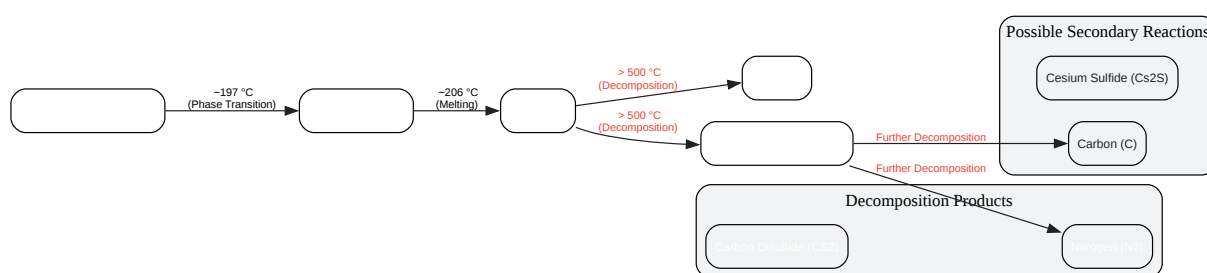 Possible Secondary Reactions
Cesium Sulfide (Cs2S)
~197 °C
(Phase Transition)
~206 °C
(Melting)
> 500 °C
(Decomposition)
> 500 °C
(Decomposition)
Further Decomposition
Carbon (C)
Further Decomposition
Decomposition Products
Carbon Disulfide (CS2)
Nitrogen (N2)